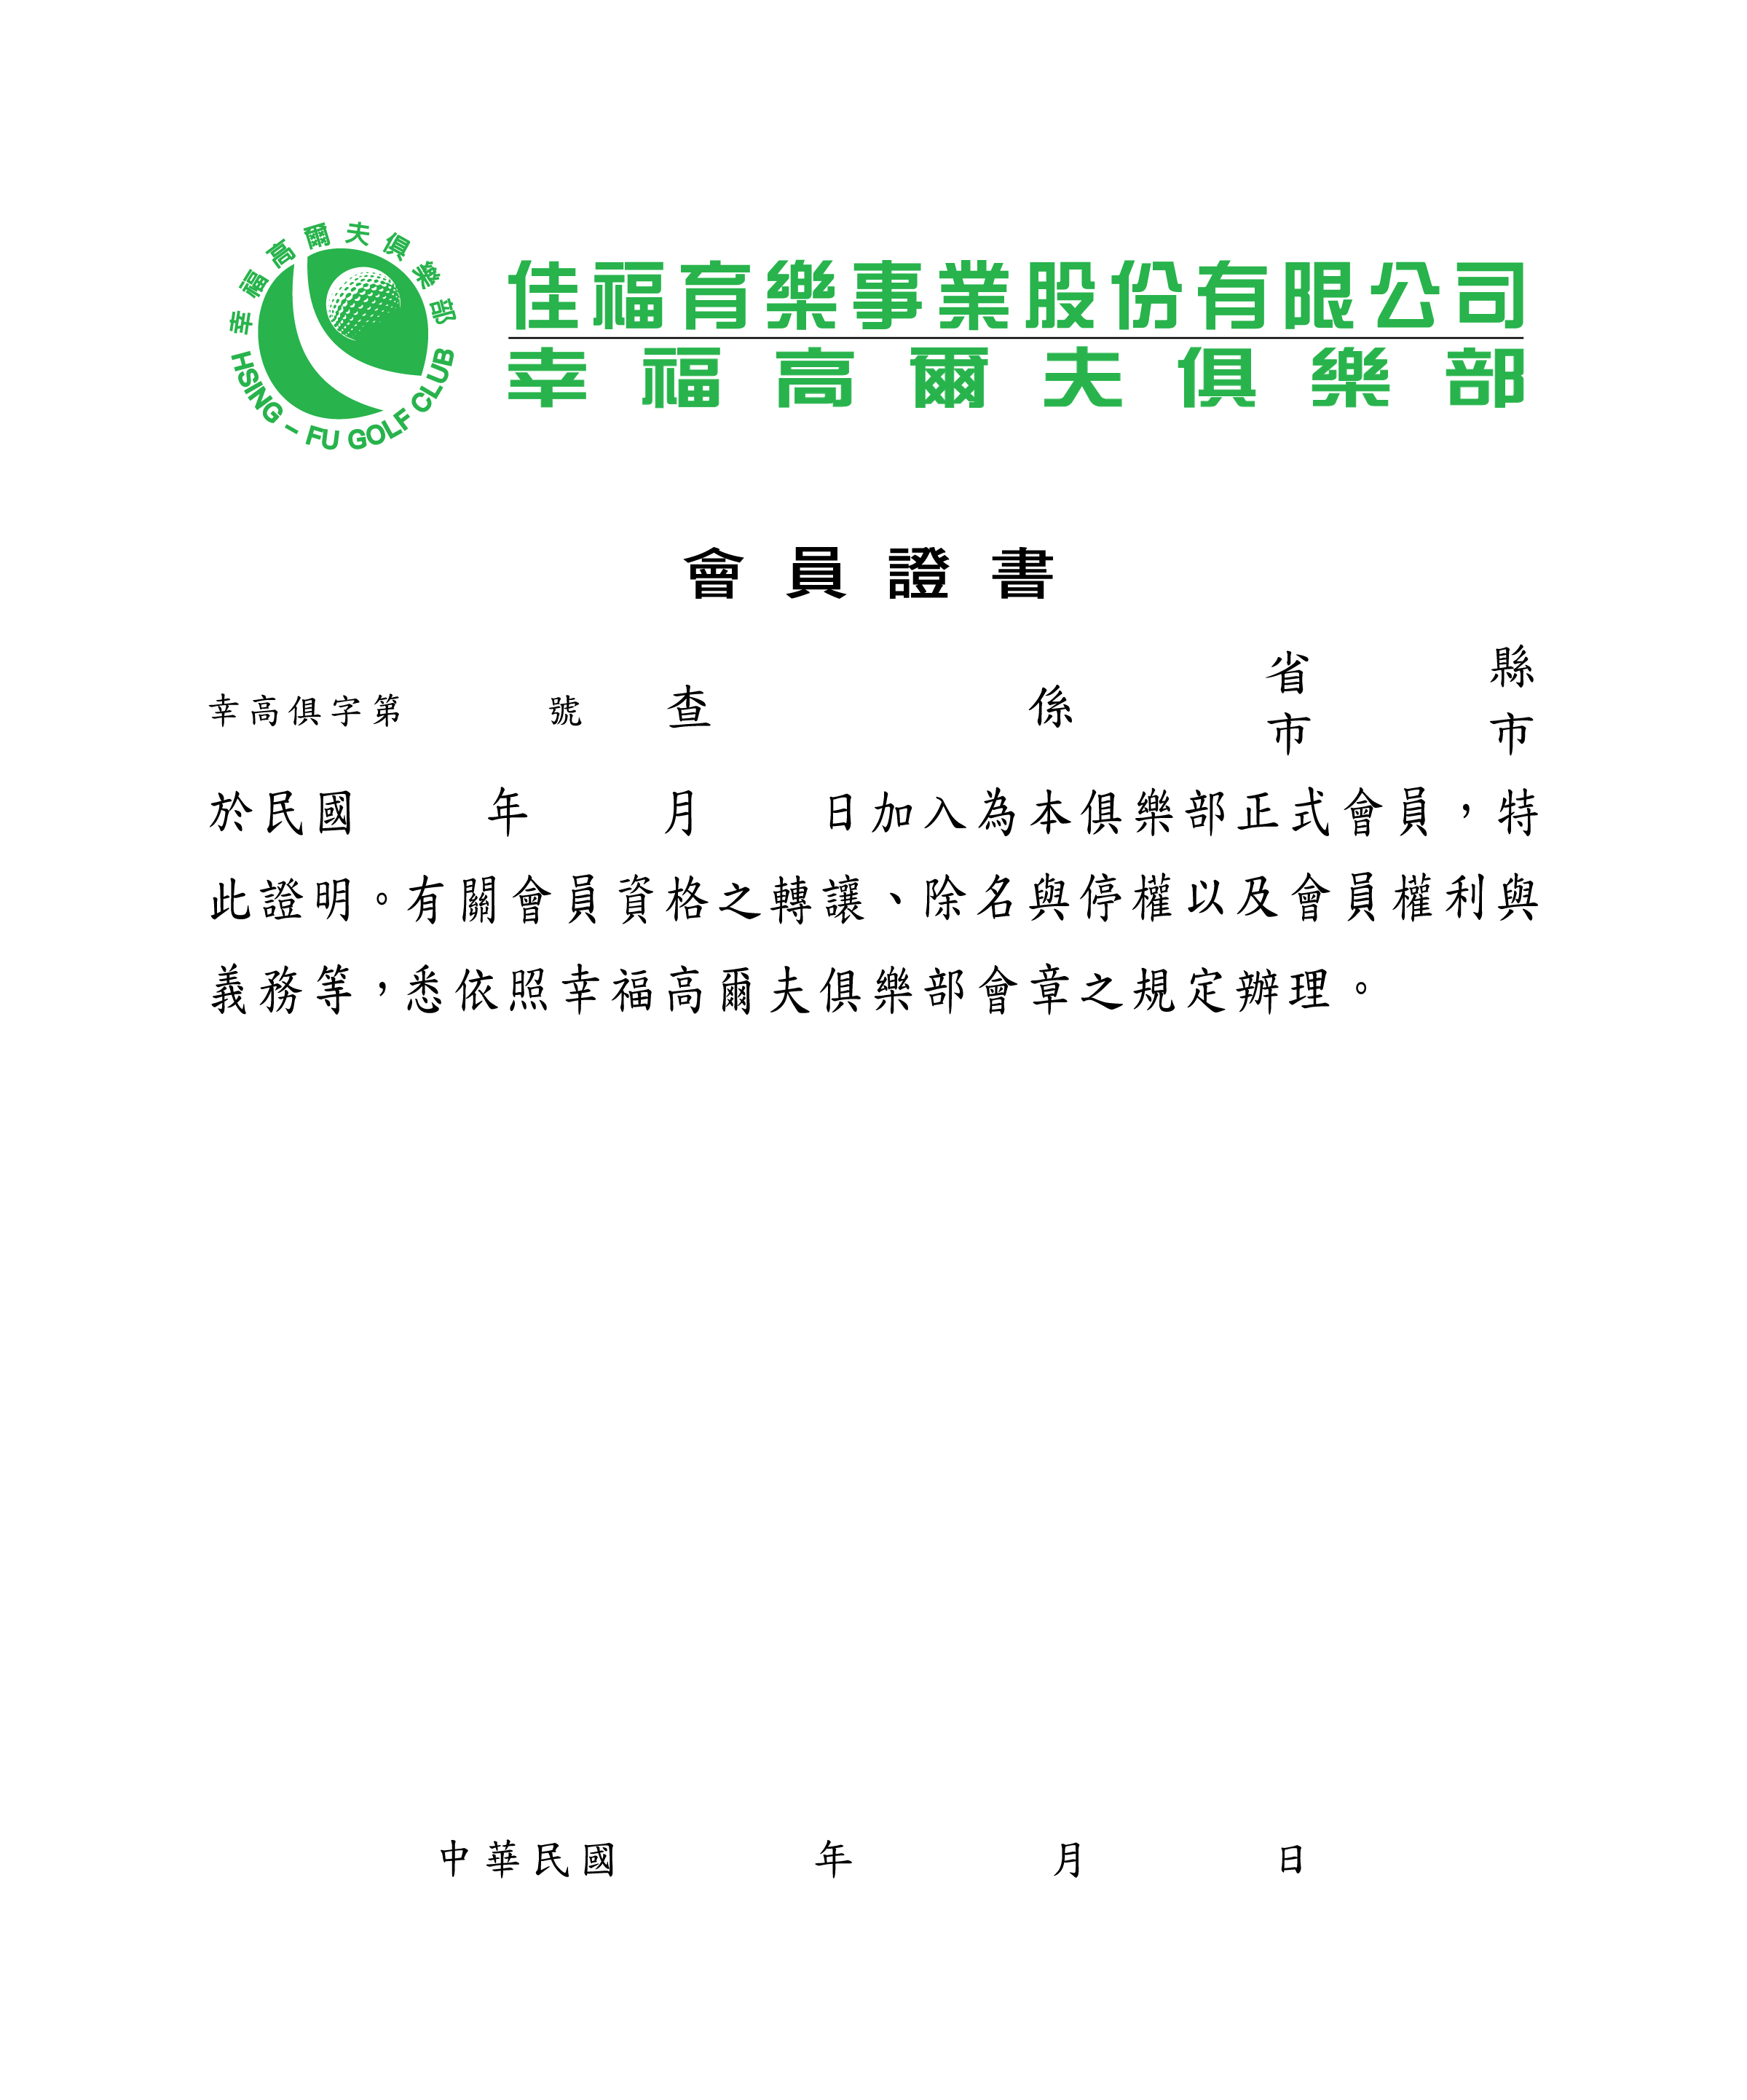 幸福高爾夫俱樂部
HSING - FU GOLF CLUB
佳福育樂事業股份有限公司
幸福高爾夫俱樂部
會員證書
幸高俱字第 號 查 係 省市 縣市
於民國 年 月 日加入為本俱樂部正式會員，特
此證明。有關會員資格之轉讓、除名與停權以及會員權利與
義務等，悉依照幸福高爾夫俱樂部會章之規定辦理。
中華民國 年 月 日